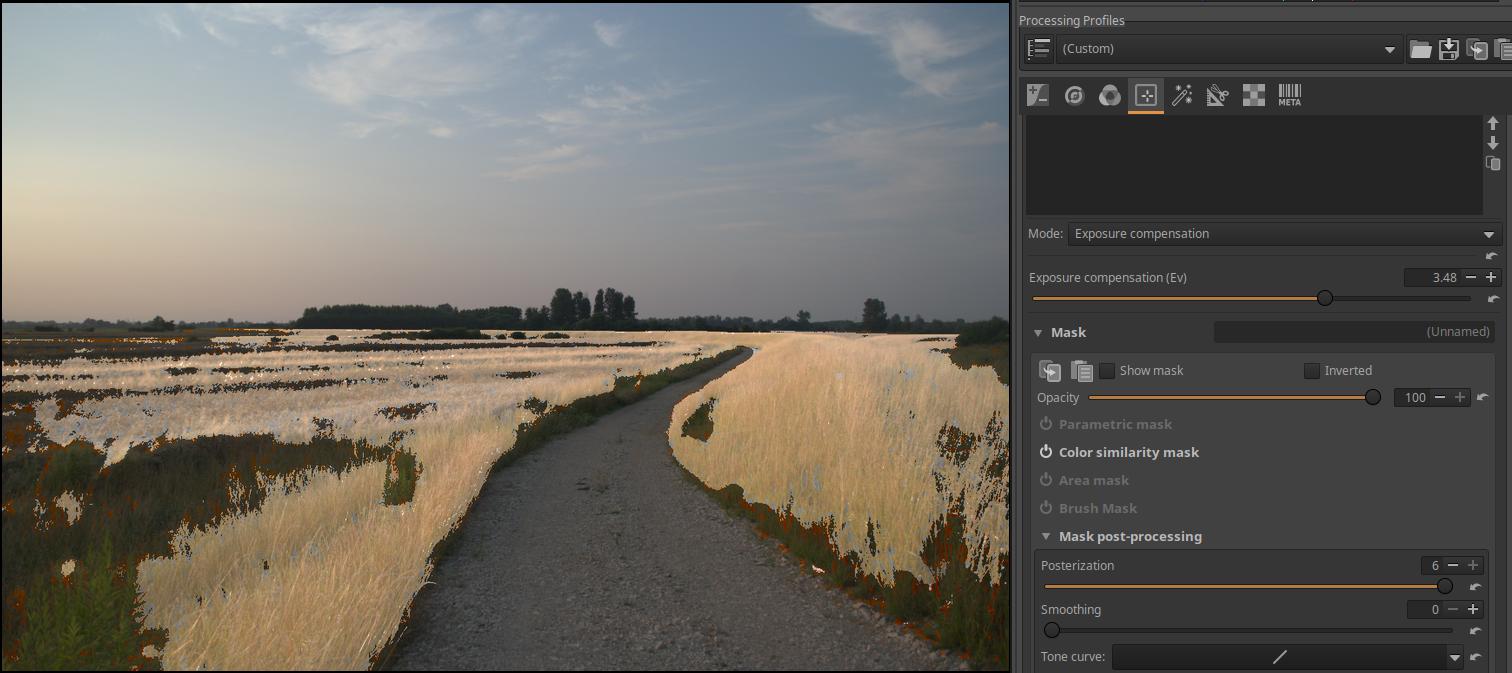 Processing Profiles
(Custom)
META
Mode: Exposure compensation
Exposure compensation (Ev) 3.48
Mask (Unnamed)
Show mask Inverted
Opacity 100
Parametric mask
Color similarity mask
Area mask
Brush Mask
Mask post-processing
Posterization 6
Smoothing 0
Tone curve: